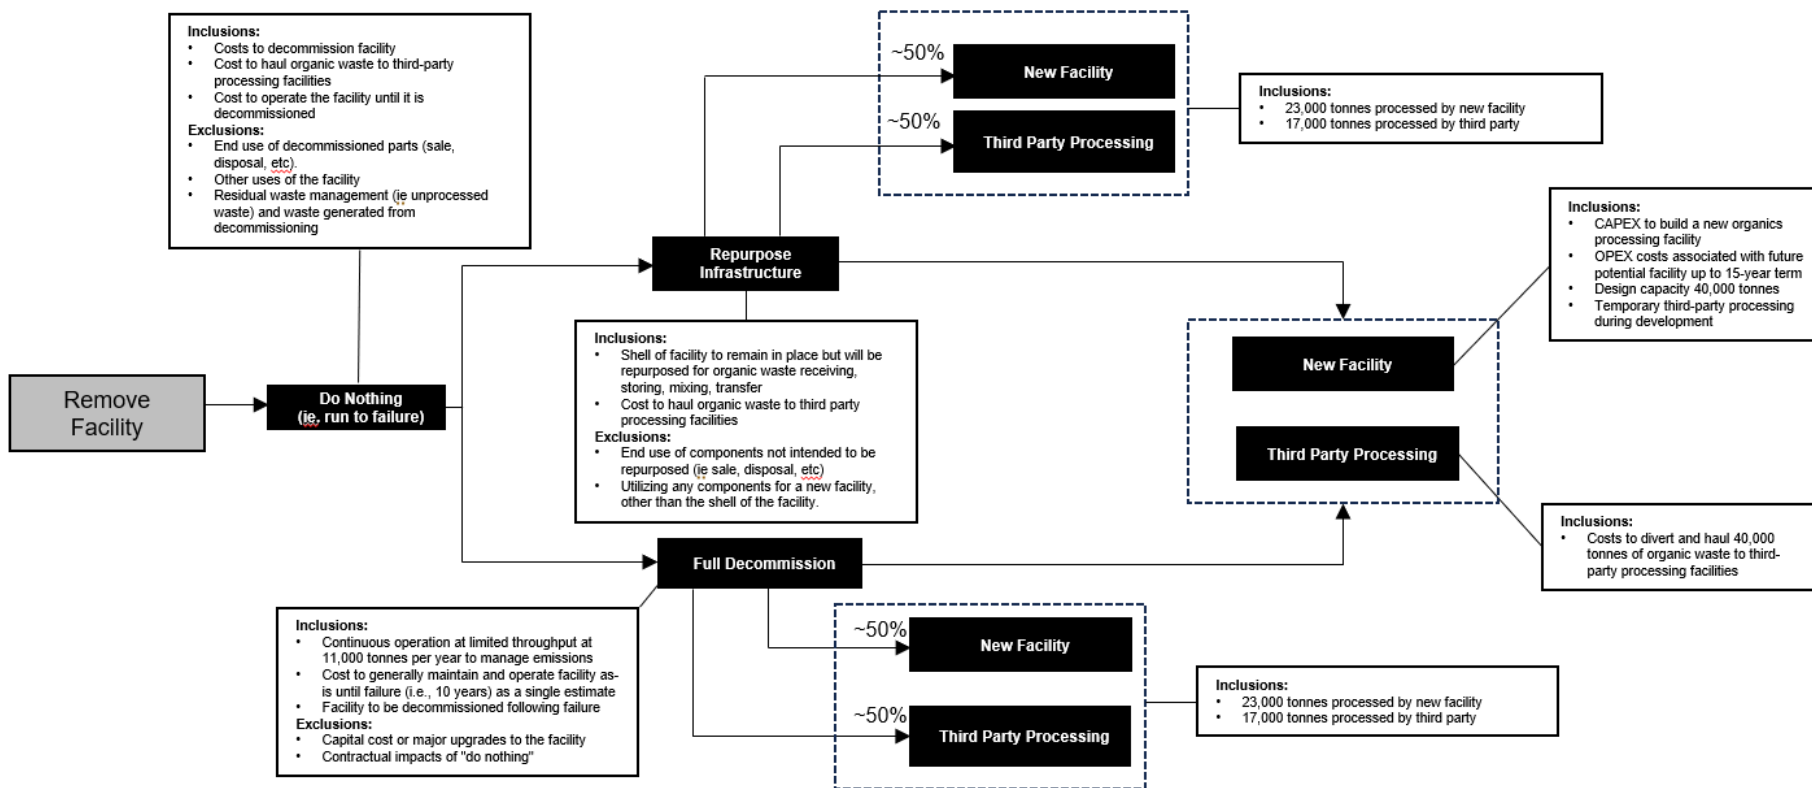 Inclusions:
• Costs to decommission facility
• Cost to haul organic waste to third-party
processing facilities
• Cost to operate the facility until it is
decommissioned
Exclusions:
• End use of decommissioned parts (sale,
disposal, etc).
• Other uses of the facility
• Residual waste management (ie unprocessed
waste) and waste generated from
decommissioning
~50%
New Facility
~50%
Third Party Processing
Inclusions:
• 23,000 tonnes processed by new facility
• 17,000 tonnes processed by third party
Repurpose
Infrastructure
Inclusions:
• CAPEX to build a new organics
processing facility
• OPEX costs associated with future
potential facility up to 15-year term
• Design capacity 40,000 tonnes
• Temporary third-party processing
during development
Inclusions:
• Shell of facility to remain in place but will be
repurposed for organic waste receiving,
storing, mixing, transfer
• Cost to haul organic waste to third party
processing facilities
Exclusions:
• End use of components not intended to be
repurposed (ie sale, disposal, etc)
• Utilizing any components for a new facility,
other than the shell of the facility.
Remove
Facility
Do Nothing
(ie. run to failure)
New Facility
Third Party Processing
Inclusions:
• Costs to divert and haul 40,000
tonnes of organic waste to third-
party processing facilities
Full Decommission
Inclusions:
• Continuous operation at limited throughput at
11,000 tonnes per year to manage emissions
• Cost to generally maintain and operate facility as-
is until failure (i.e., 10 years) as a single estimate
• Facility to be decommissioned following failure
Exclusions:
• Capital cost or major upgrades to the facility
• Contractual impacts of "do nothing"
~50%
New Facility
~50%
Third Party Processing
Inclusions:
• 23,000 tonnes processed by new facility
• 17,000 tonnes processed by third party